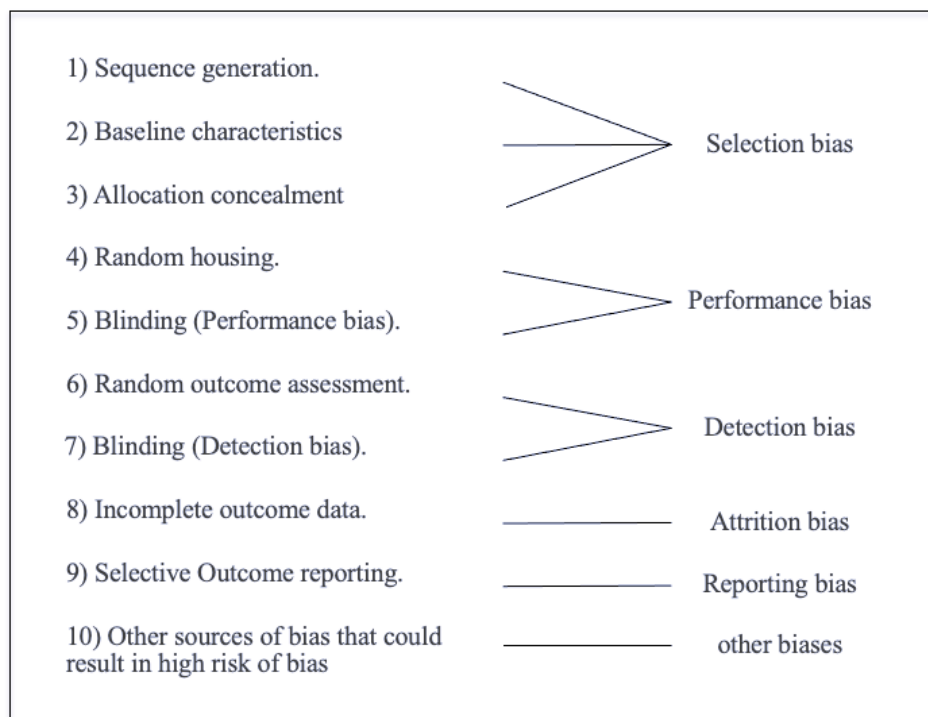 1) Sequence generation.
2) Baseline characteristics
3) Allocation concealment
Selection bias
4) Random housing.
5) Blinding (Performance bias).
Performance bias
6) Random outcome assessment.
7) Blinding (Detection bias).
Detection bias
8) Incomplete outcome data.
Attrition bias
9) Selective Outcome reporting.
Reporting bias
10) Other sources of bias that could
result in high risk of bias
other biases